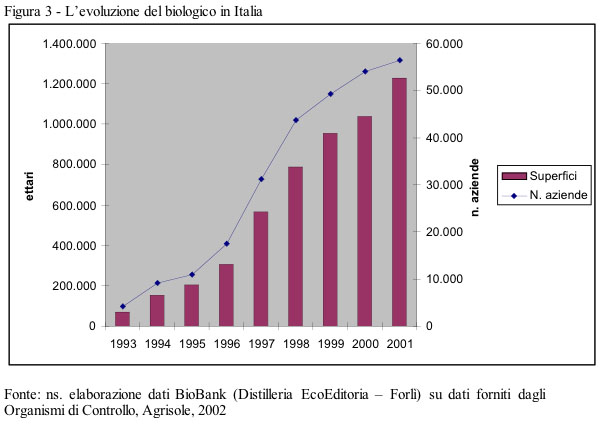 Figura 3 - L'evoluzione del biologico in Italia
1.400.000
1.200.000
1.000.000
800.000
600.000
400.000
200.000
0
ettari
60.000
50.000
40.000
30.000
20.000
10.000
0
n. aziende
1993 1994 1995 1996 1997 1998 1999 2000 2001
Superfici
N. aziende
Fonte: ns. elaborazione dati BioBank (Distilleria EcoEditoria – Forlì) su dati forniti dagli
Organismi di Controllo, Agrisole, 2002